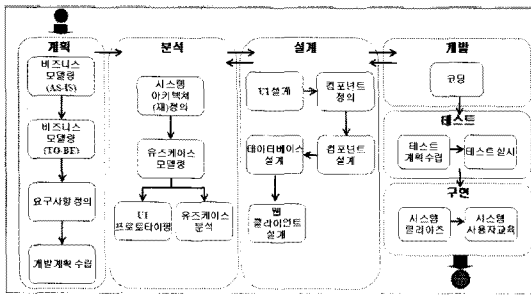 계획
분석
설계
개발
비즈니스
모델링
(AS-IS)
비즈니스
모델링
(TO-BE)
요구사항 정의
개발계획 수립
시스템
아키텍처
(재)정의
유즈케이스
모델링
UI
프로토타이핑
유즈케이스
분석
UI설계
컴포넌트
정의
데이터베이스
설계
컴포넌트
설계
웹
클라이언트
설계
코딩
테스트
테스트
계획수립
테스트실시
구현
시스템
릴리이즈
시스템
사용자교육